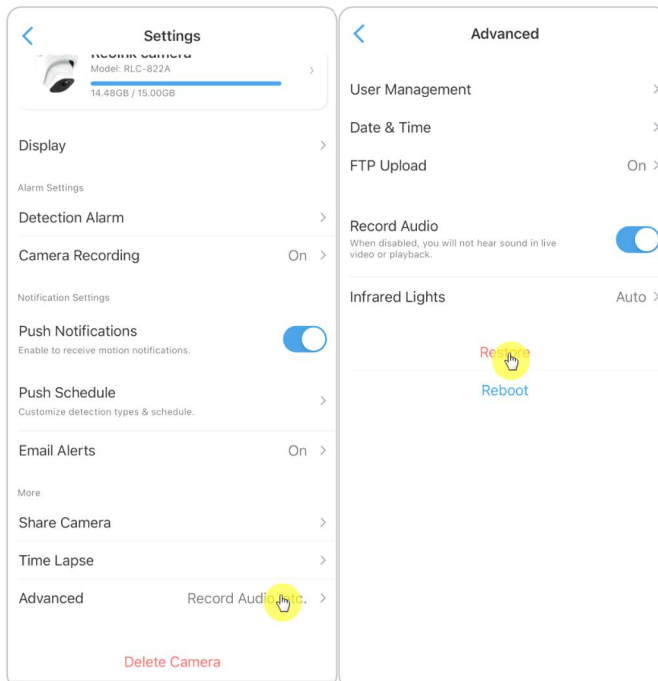 Settings
Reolink Camera
Model: RLC-822A
14.48GB / 15.00GB
Display
Alarm Settings
Detection Alarm
Camera Recording On
Notification Settings
Push Notifications
Enable to receive motion notifications.
Push Schedule
Customize detection types & schedule.
Email Alerts On
More
Share Camera
Time Lapse
Advanced Record Audio, etc.
Delete Camera
Advanced
User Management
Date & Time
FTP Upload On
Record Audio
When disabled, you will not hear sound in live
video or playback.
Infrared Lights Auto
Restore
Reboot